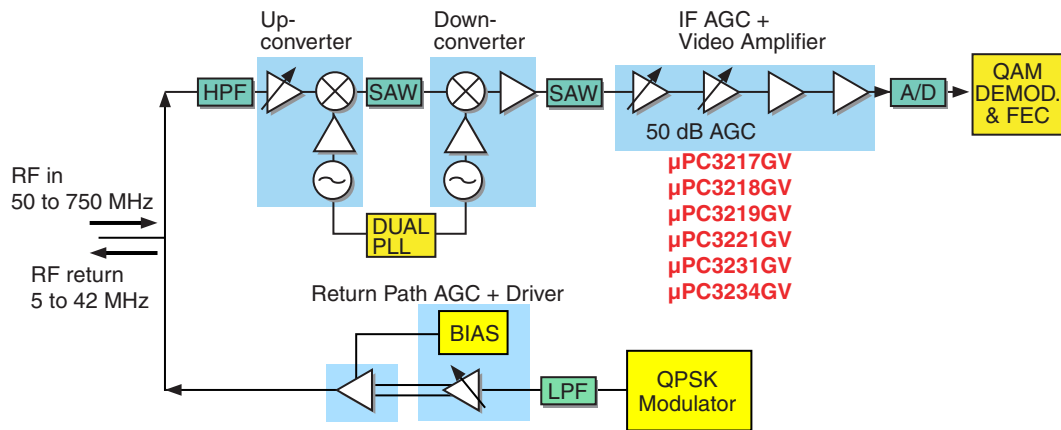 Up-
converter
Down-
converter
IF AGC +
Video Amplifier
HPF
SAW
SAW
A/D
QAM
DEMOD.
& FEC
50 dB AGC
µPC3217GV
µPC3218GV
µPC3219GV
µPC3221GV
µPC3231GV
µPC3234GV
RF in
50 to 750 MHz
DUAL
PLL
RF return
5 to 42 MHz
Return Path AGC + Driver
BIAS
LPF
QPSK
Modulator